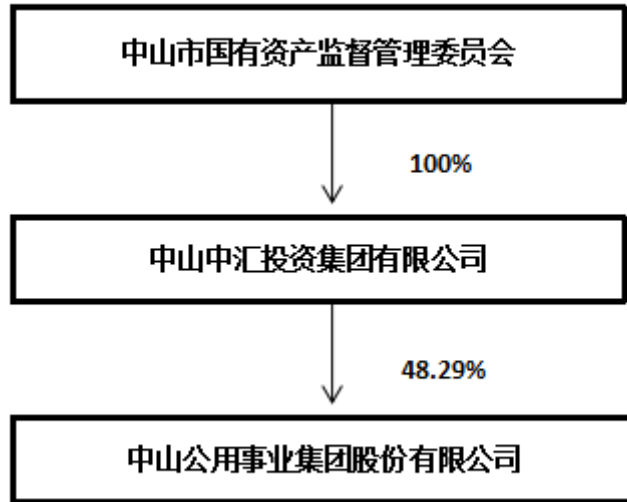 中山市国有资产监督管理委员会
100%
中山中汇投资集团有限公司
48.29%
中山公用事业集团股份有限公司